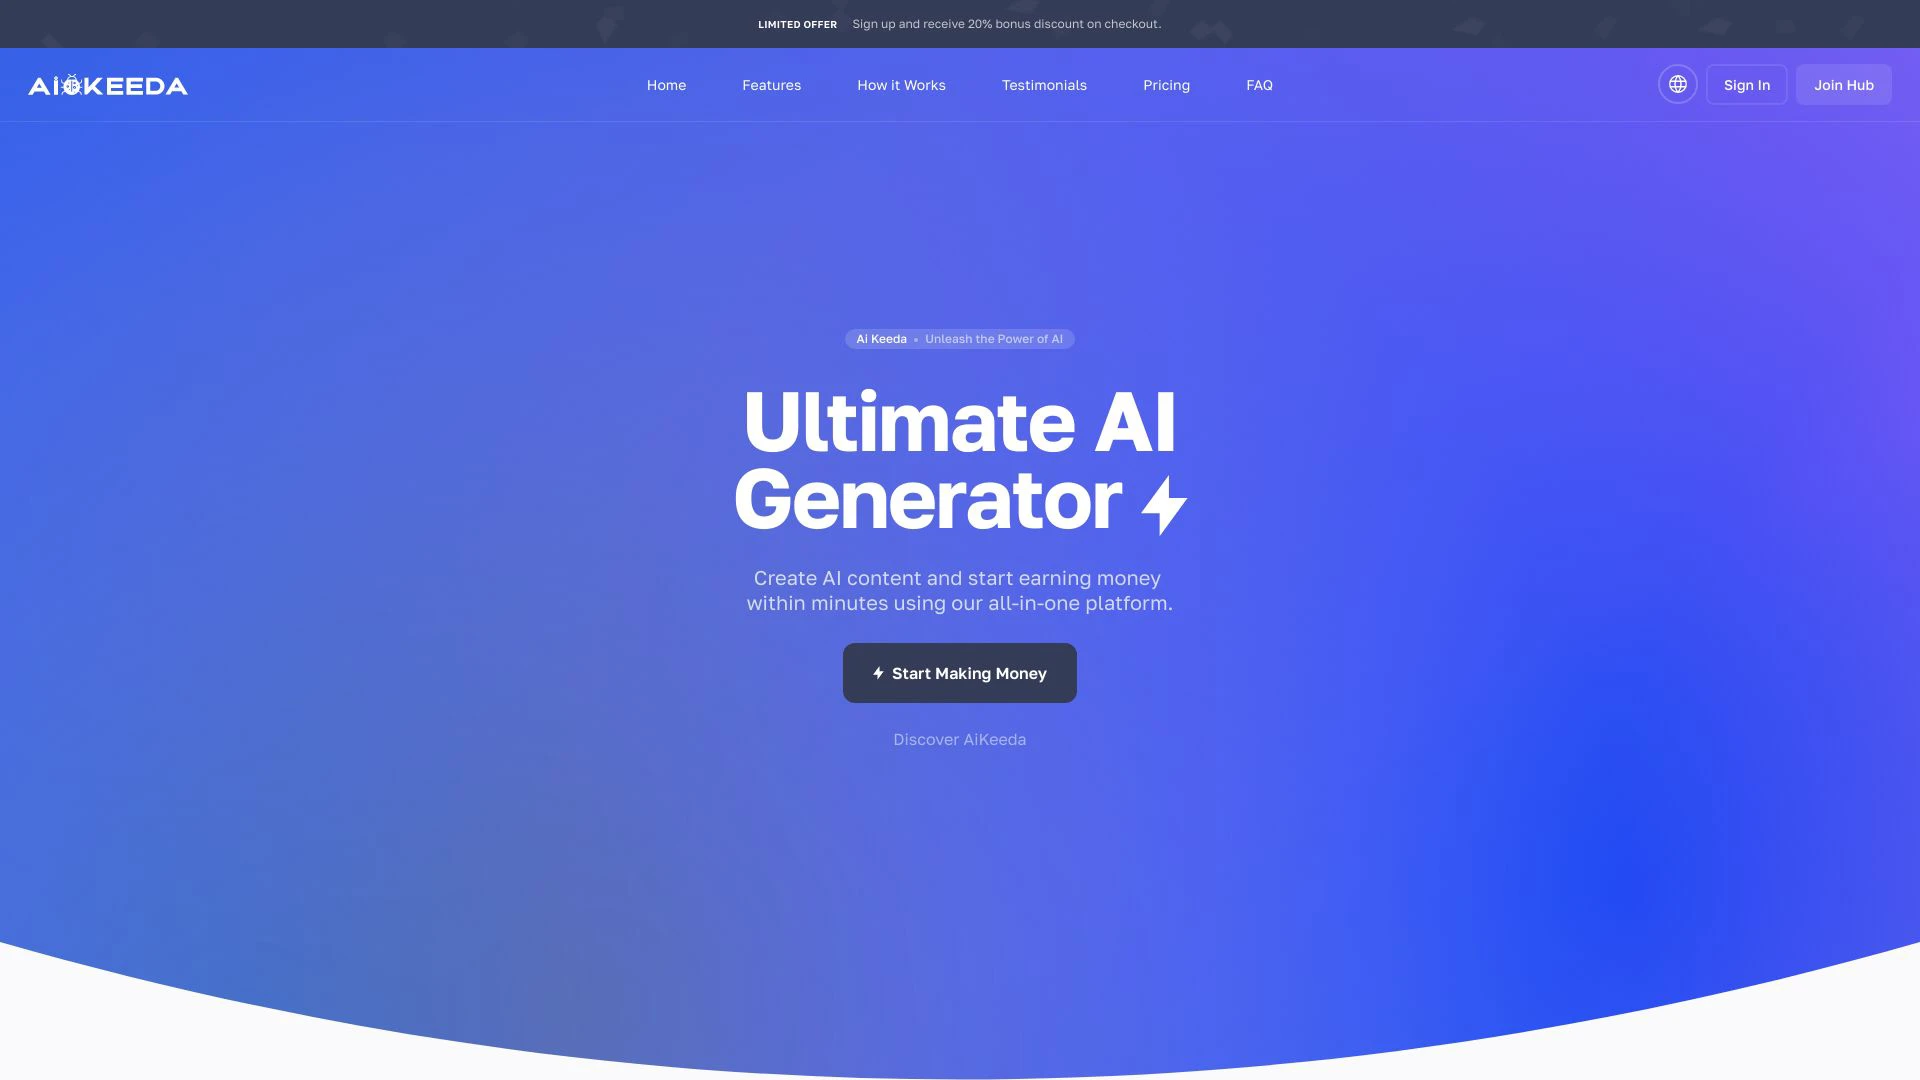 LIMITED OFFER Sign up and receive 20% bonus discount on checkout.
AiKEEDA
Home Features How it Works Testimonials Pricing FAQ
Sign In Join Hub
Ai Keeda Unleash the Power of AI
Ultimate AI
Generator
Create AI content and start earning money
within minutes using our all-in-one platform.
Start Making Money
Discover AiKeeda